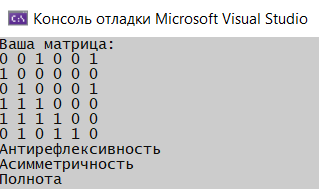 Консоль отладки Microsoft Visual Studio
Ваша матрица:
0 0 1 0 0 1
1 0 0 0 0 0
0 1 0 0 0 1
1 1 1 0 0 0
1 1 1 1 0 0
0 1 0 1 1 0
Антирефлексивность
Асимметричность
Полнота